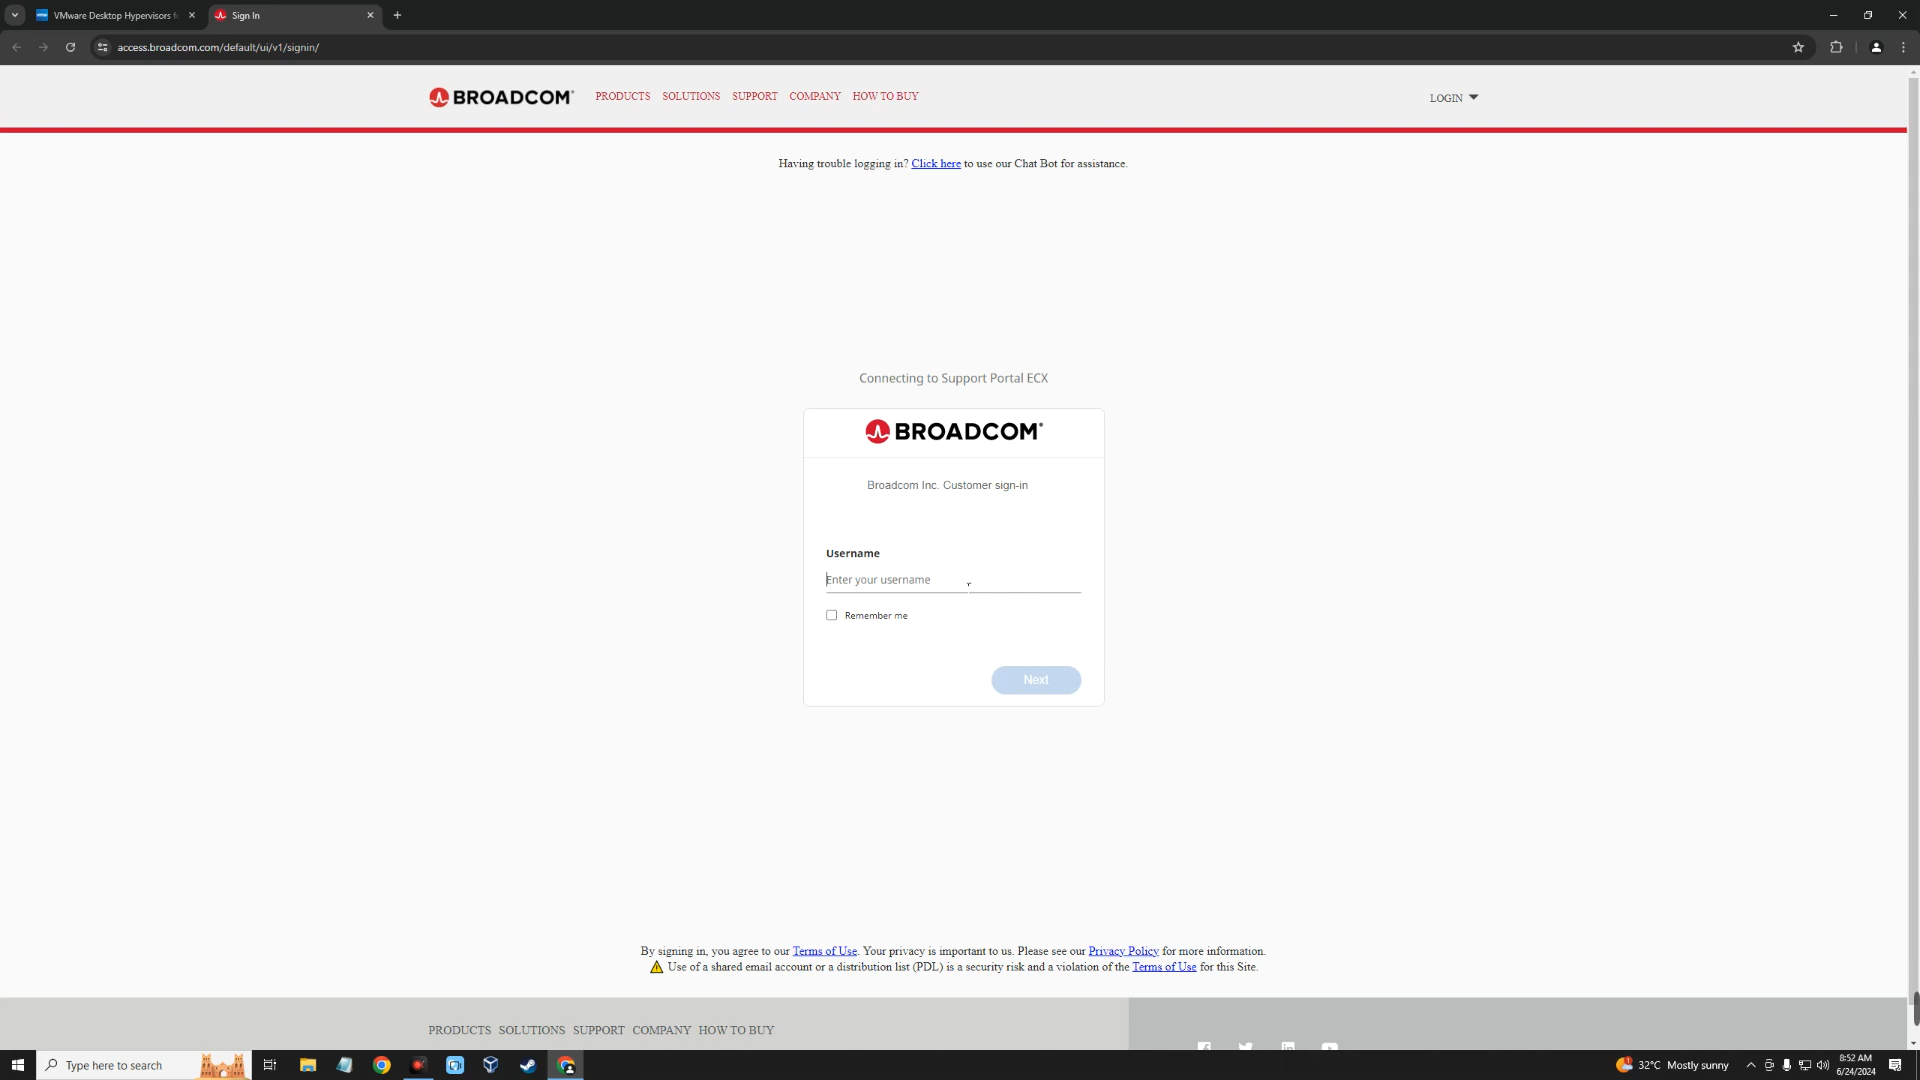 VMware Desktop Hypervisors fo
Sign In
access.broadcom.com/default/ui/v1/signin/
BROADCOM
PRODUCTS SOLUTIONS SUPPORT COMPANY HOW TO BUY
LOGIN
Having trouble logging in? Click here to use our Chat Bot for assistance.
Connecting to Support Portal ECX
BROADCOM
Broadcom Inc. Customer sign-in
Username
Enter your username
Remember me
Next
By signing in, you agree to our Terms of Use. Your privacy is important to us. Please see our Privacy Policy for more information.
Use of a shared email account or a distribution list (PDL) is a security risk and a violation of the Terms of Use for this Site.
PRODUCTS SOLUTIONS SUPPORT COMPANY HOW TO BUY
Type here to search
32°C Mostly sunny
8:52 AM
6/24/2024